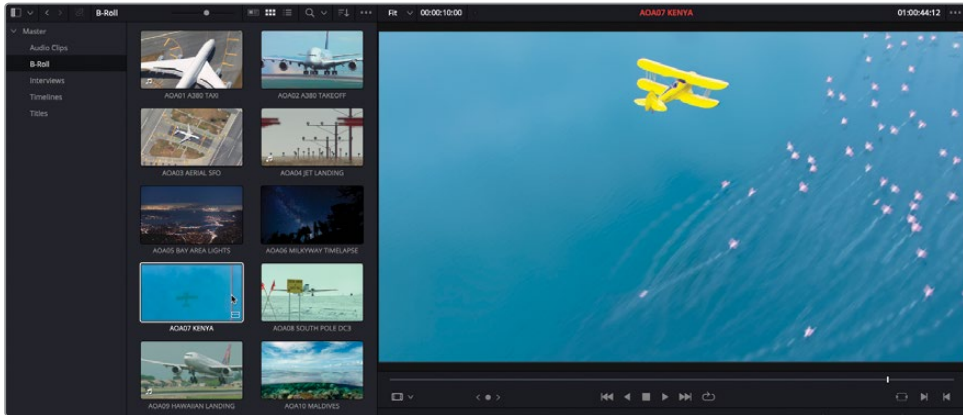 B-Roll
Fit 00:00:10:00 AOA07 KENYA 01:00:44:12
Master
Audio Clips
B-Roll
Interviews
Timelines
Titles
AOA01 A380 TAXI
AOA02 A380 TAKEOFF
AOA03 AERIAL SFO
AOA04 JET LANDING
AOA05 BAY AREA LIGHTS
AOA06 MILKYWAY TIMELAPSE
AOA07 KENYA
AOA08 SOUTH POLE DC3
AOA09 HAWAIIAN LANDING
AOA10 MALDIVES